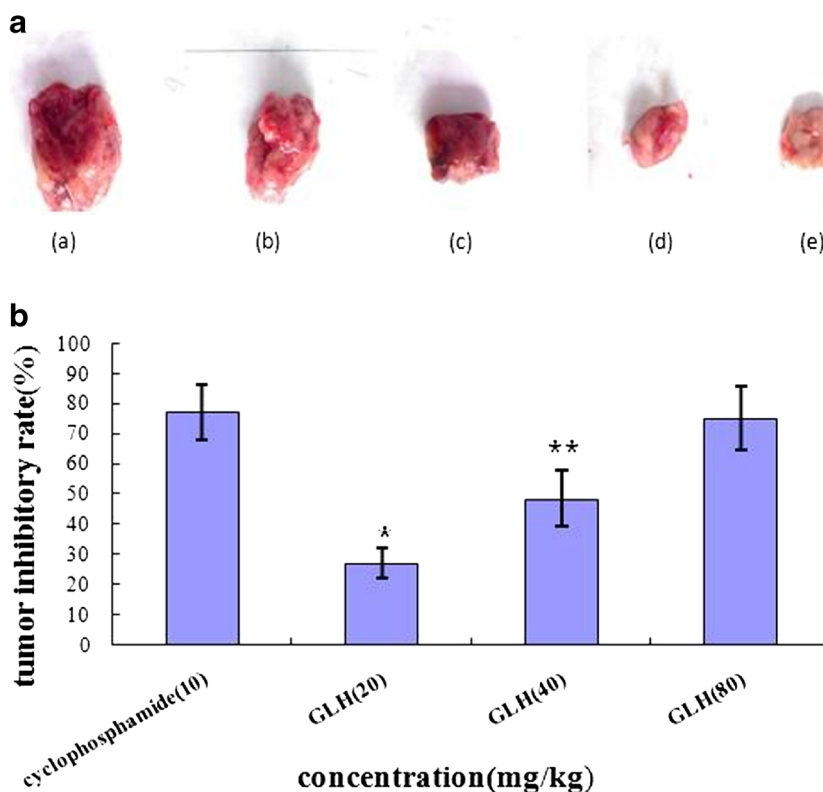 a
(a) (b) (c) (d) (e)
b
tumor inhibitory rate(%)
100
90
80
70
60
50
40
30
20
10
0
*
**
cyclophosphamide(10)
GLH(20)
GLH(40)
GLH(80)
concentration(mg/kg)